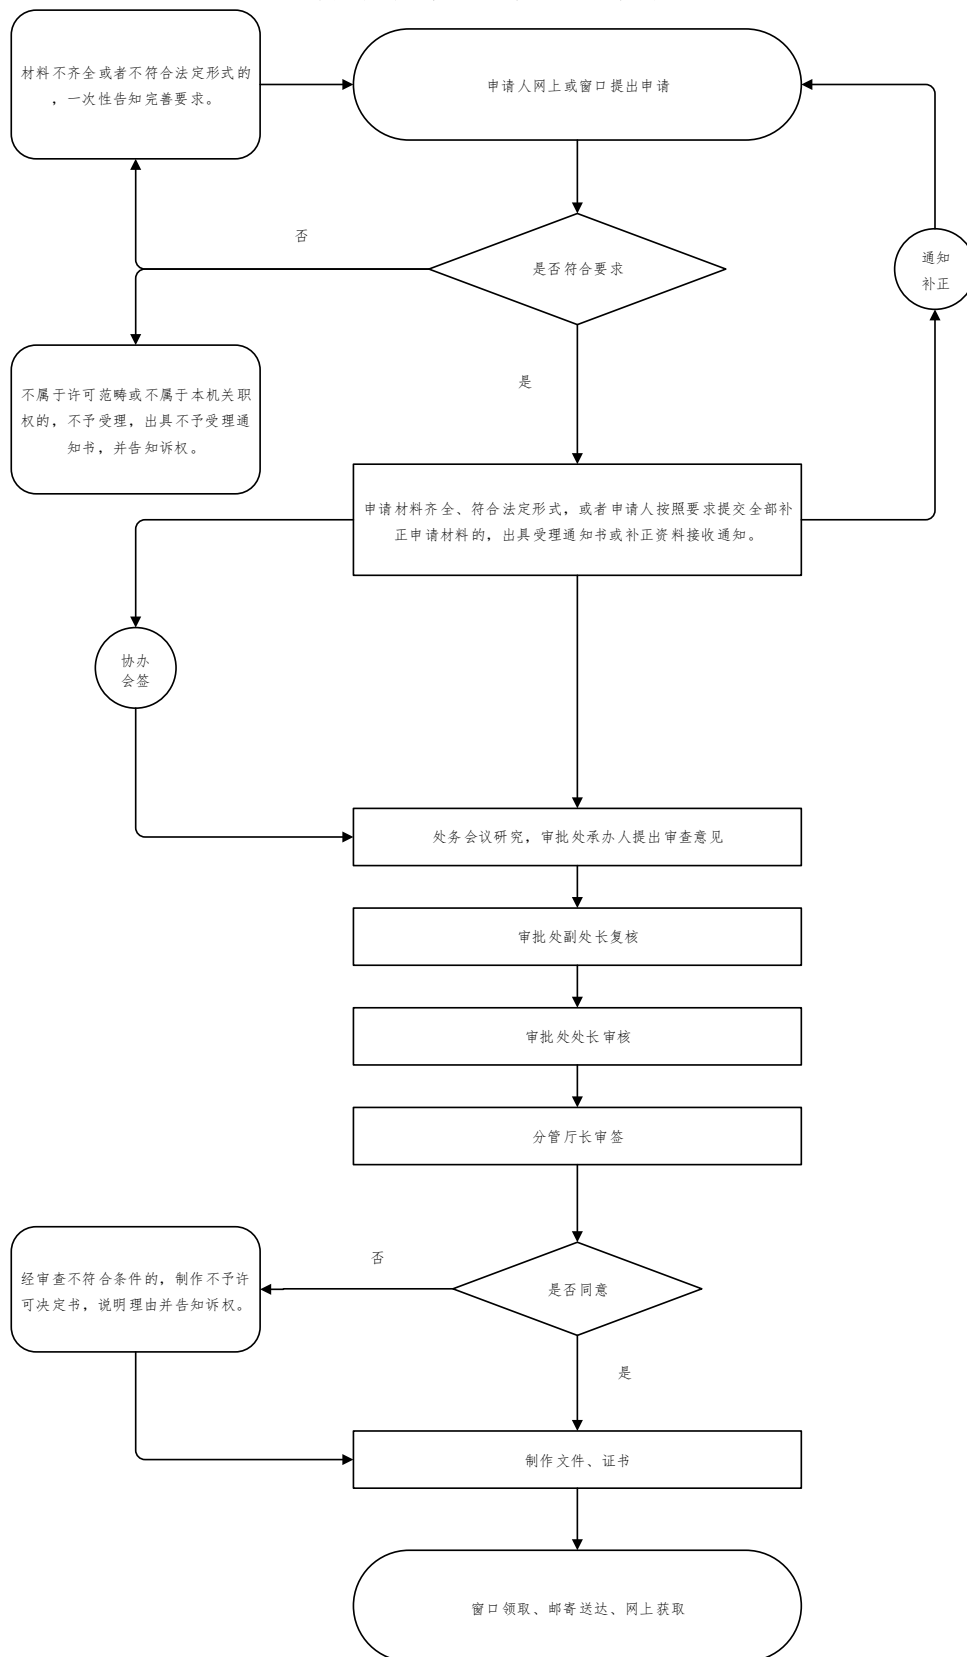 材料不齐全或者不符合法定形式的
，一次性告知完善要求。
申请人网上或窗口提出申请
否
是否符合要求
通知
补正
是
不属于许可范畴或不属于本机关职
权的，不予受理，出具不予受理通
知书，并告知诉权。
申请材料齐全、符合法定形式，或者申请人按照要求提交全部补
正申请材料的，出具受理通知书或补正资料接收通知。
协办
会签
处务会议研究，审批处承办人提出审查意见
审批处副处长复核
审批处处长审核
分管厅长审签
否
经审查不符合条件的，制作不予许
可决定书，说明理由并告知诉权。
是否同意
是
制作文件、证书
窗口领取、邮寄送达、网上获取